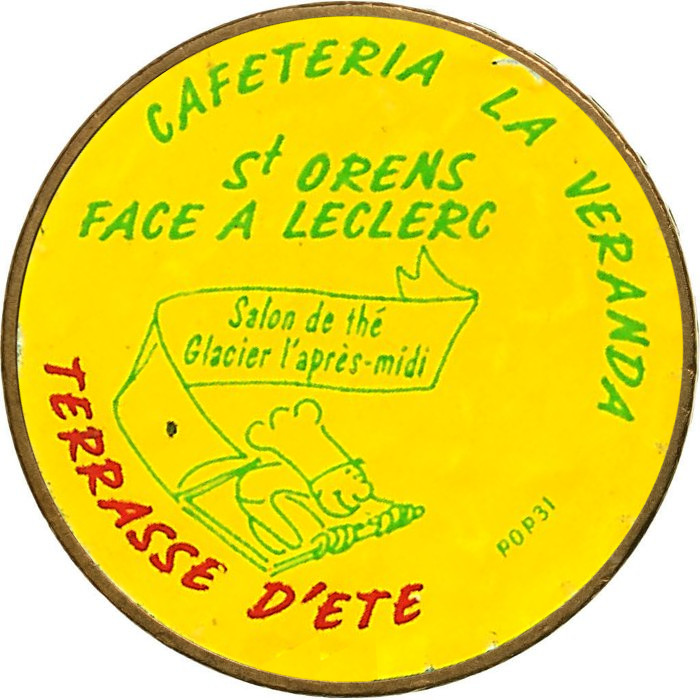 CAFETERIA LA VERANDA
St ORENS
FACE A LECLERC
Salon de thé
Glacier l'après-midi
TERRASSE D'ETE
POP31